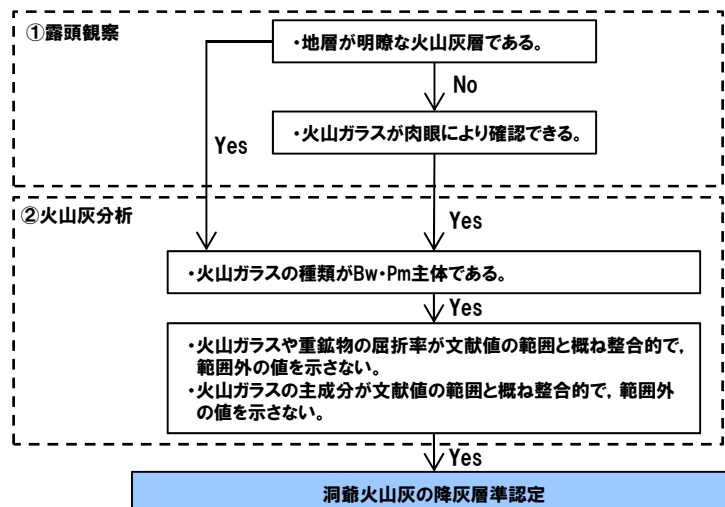 ①露頭観察
・地層が明瞭な火山灰層である。
No
・火山ガラスが肉眼により確認できる。
Yes
②火山灰分析
Yes
・火山ガラスの種類がBw・Pm主体である。
Yes
・火山ガラスや重鉱物の屈折率が文献値の範囲と概ね整合的で，
範囲外の値を示さない。
・火山ガラスの主成分が文献値の範囲と概ね整合的で，範囲外
の値を示さない。
Yes
洞爺火山灰の降灰層準認定